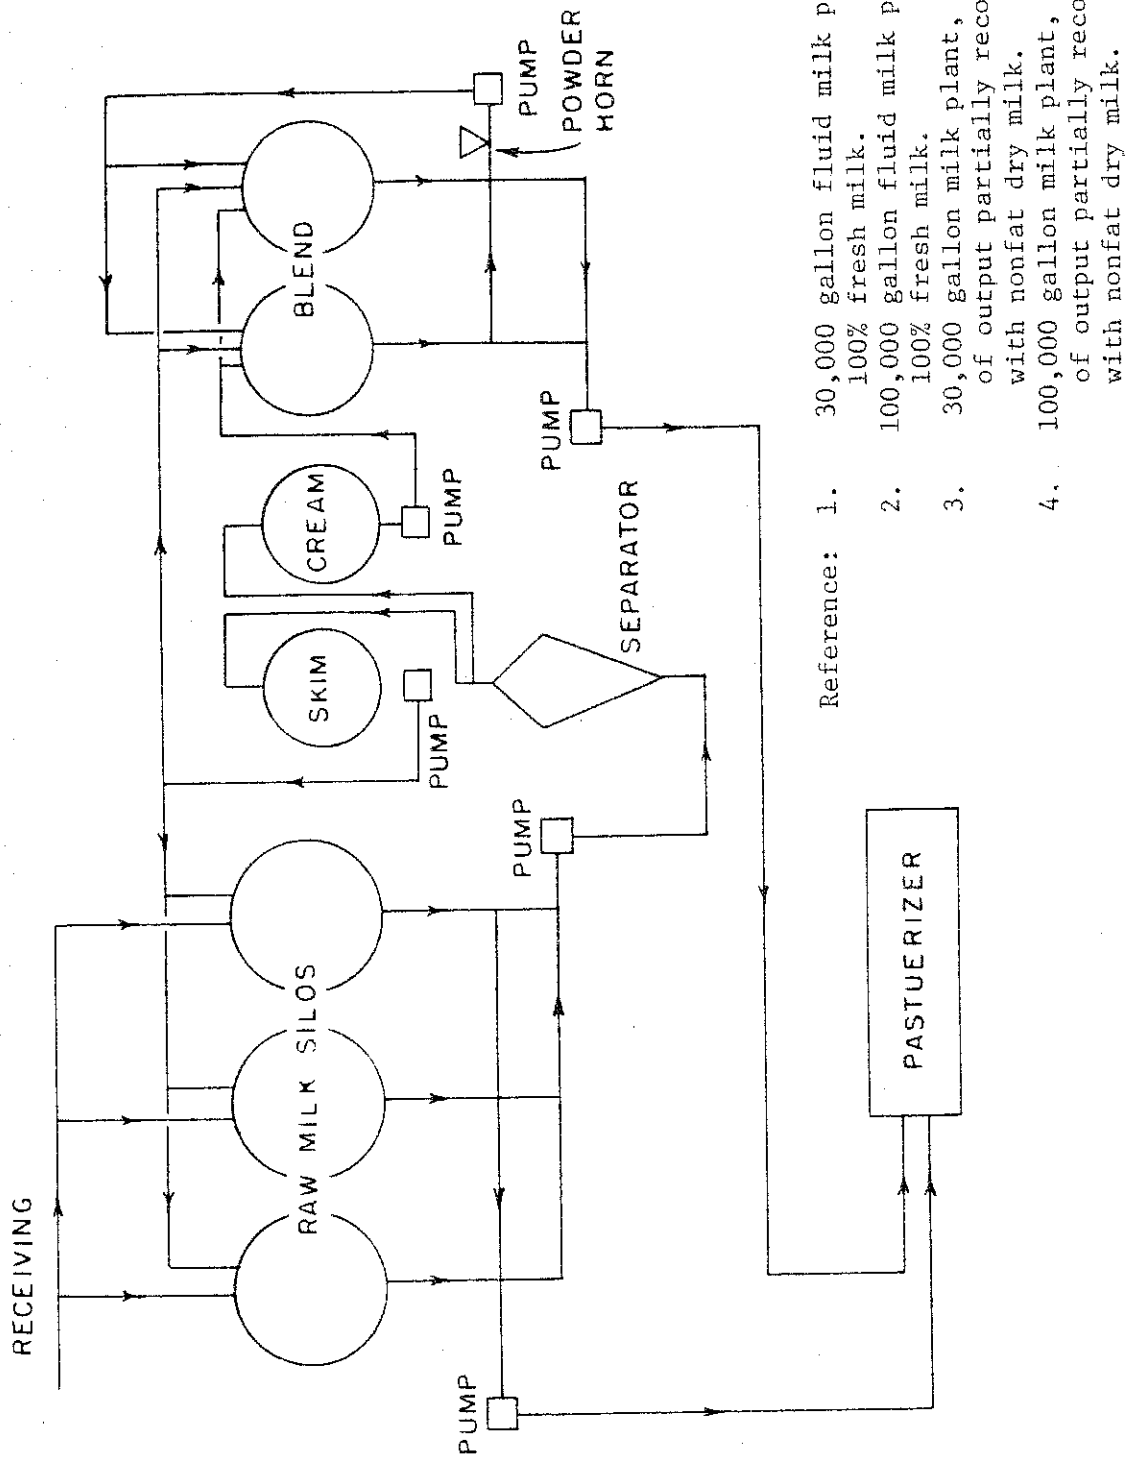 RECEIVING
RAW MILK SILOS
PUMP
PUMP
PUMP
SKIM
CREAM
PUMP
SEPARATOR
BLEND
PUMP
PUMP
POWDER
HORN
PASTUERIZER
Reference: 1. 30,000 gallon fluid milk p
100% fresh milk.
2. 100,000 gallon fluid milk p
100% fresh milk.
3. 30,000 gallon milk plant,
of output partially reco
with nonfat dry milk.
4. 100,000 gallon milk plant,
of output partially reco
with nonfat dry milk.